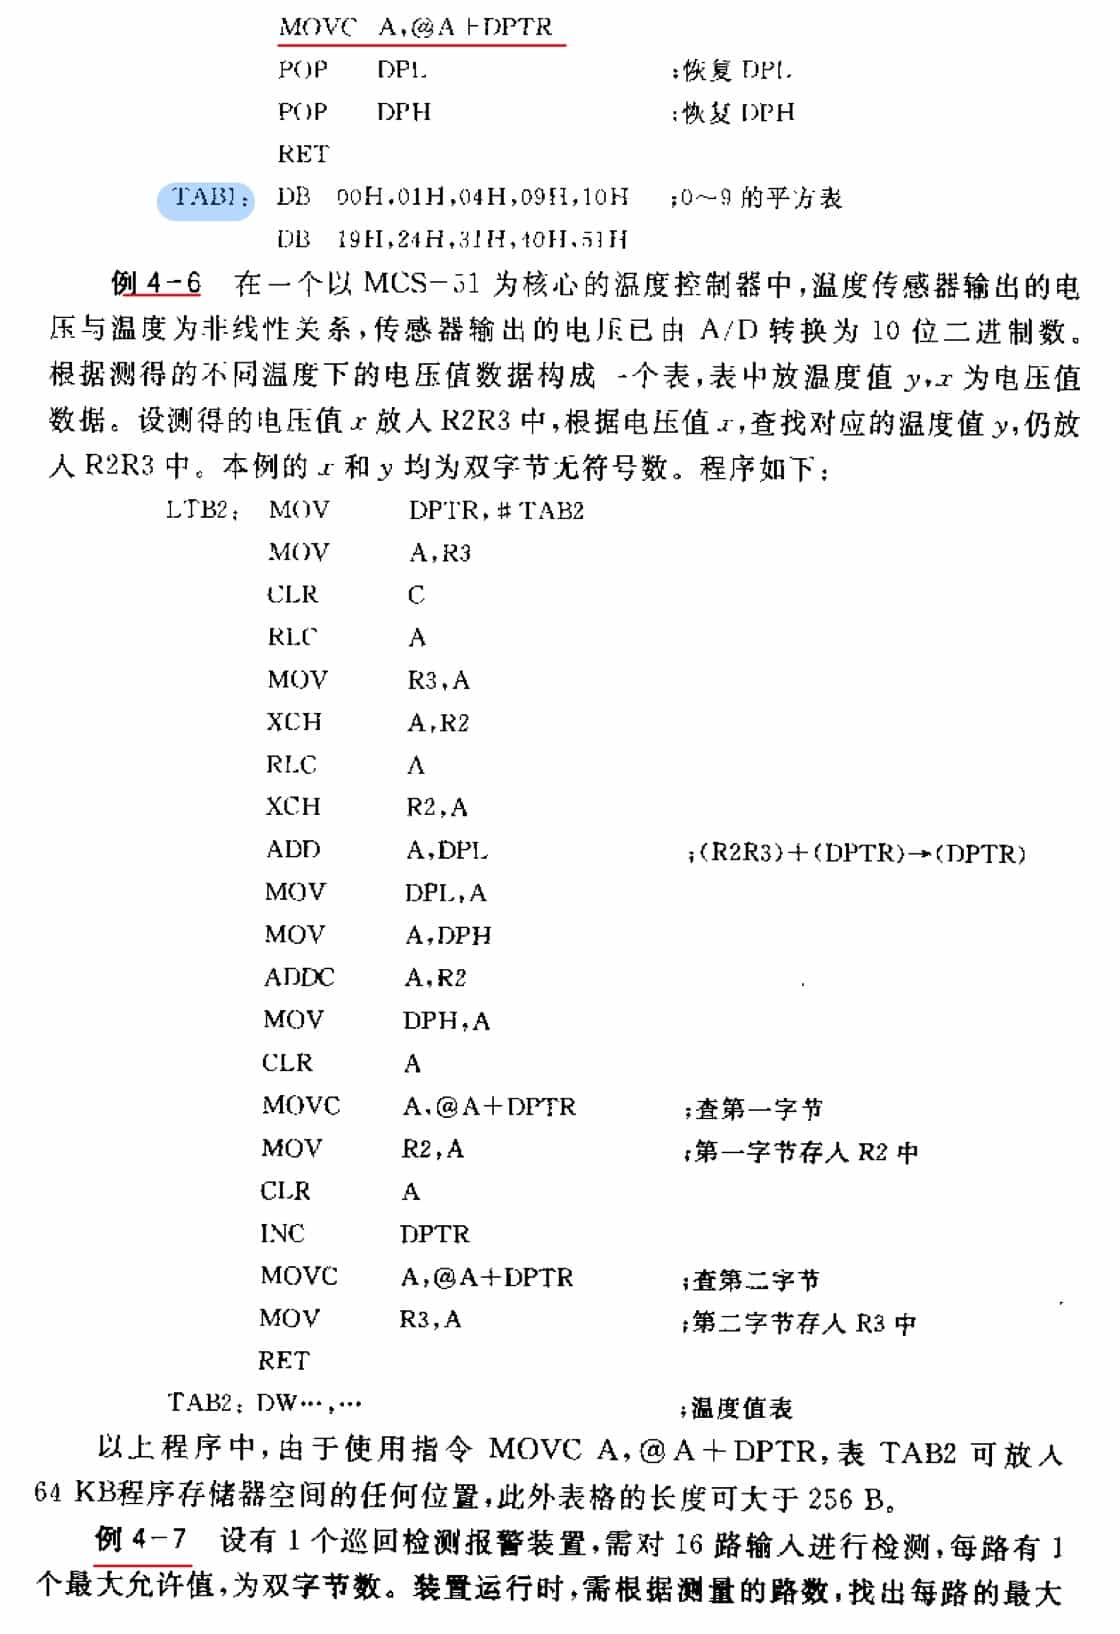 MOVC A,@A+DPTR
POP DPL ;恢复 DPL
POP DPH ;恢复 DPH
RET
TAB1: DB 00H,01H,04H,09H,10H ;0～9 的平方表
DB 19H,24H,31H,40H,51H
例 4-6 在一个以 MCS-51 为核心的温度控制器中,温度传感器输出的电
压与温度为非线性关系,传感器输出的电压已由 A/D 转换为 10 位二进制数。
根据测得的不同温度下的电压值数据构成一个表,表中放温度值 y,x 为电压值
数据。设测得的电压值 x 放入 R2R3 中,根据电压值 x,查找对应的温度值 y,仍放
入 R2R3 中。本例的 x 和 y 均为双字节无符号数。程序如下:
LTB2: MOV DPTR,#TAB2
MOV A,R3
CLR C
RLC A
MOV R3,A
XCH A,R2
RLC A
XCH R2,A
ADD A,DPL ;(R2R3)+(DPTR)→(DPTR)
MOV DPL,A
MOV A,DPH
ADDC A,R2
MOV DPH,A
CLR A
MOVC A,@A+DPTR ;查第一字节
MOV R2,A ;第一字节存入 R2 中
CLR A
INC DPTR
MOVC A,@A+DPTR ;查第二字节
MOV R3,A ;第二字节存入 R3 中
RET
TAB2: DW…,… ;温度值表
以上程序中,由于使用指令 MOVC A,@A+DPTR,表 TAB2 可放入
64 KB程序存储器空间的任何位置,此外表格的长度可大于 256 B。
例 4-7 设有 1 个巡回检测报警装置,需对 16 路输入进行检测,每路有 1
个最大允许值,为双字节数。装置运行时,需根据测量的路数,找出每路的最大